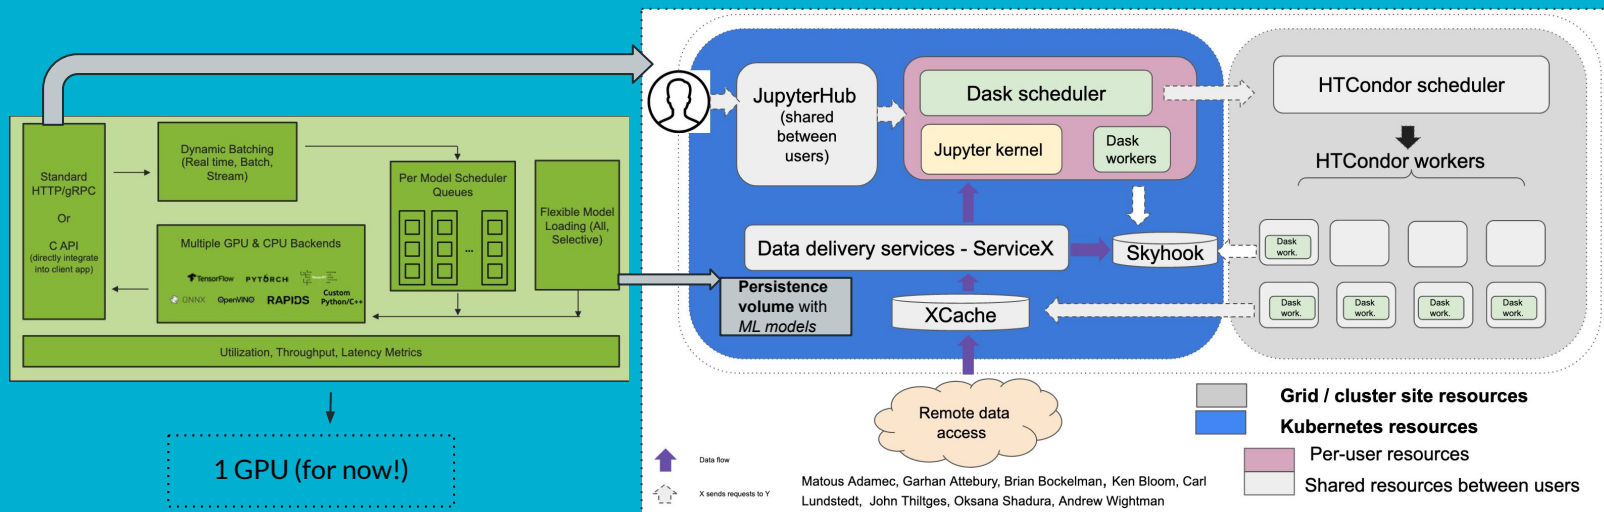 Standard
HTTP/gRPC
Or
C API
(directly integrate
into client app)
Dynamic Batching
(Real time, Batch,
Stream)
Per Model Scheduler
Queues
...
Flexible Model
Loading (All,
Selective)
Multiple GPU & CPU Backends
TensorFlow
PYTORCH
ONNX
OpenVINO
RAPIDS
Custom
Python/C++
Utilization, Throughput, Latency Metrics
1 GPU (for now!)
JupyterHub
(shared
between
users)
Dask scheduler
Jupyter kernel
Dask
workers
Data delivery services - ServiceX
Skyhook
Persistence
volume with
ML models
XCache
Remote data
access
HTCondor scheduler
HTCondor workers
Dask
work.
Dask
work.
Dask
work.
Dask
work.
Dask
work.
Grid / cluster site resources
Kubernetes resources
Per-user resources
Shared resources between users
Data flow
X sends requests to Y
Matous Adamec, Garhan Attebury, Brian Bockelman, Ken Bloom, Carl
Lundstedt, John Thiltges, Oksana Shadura, Andrew Wightman